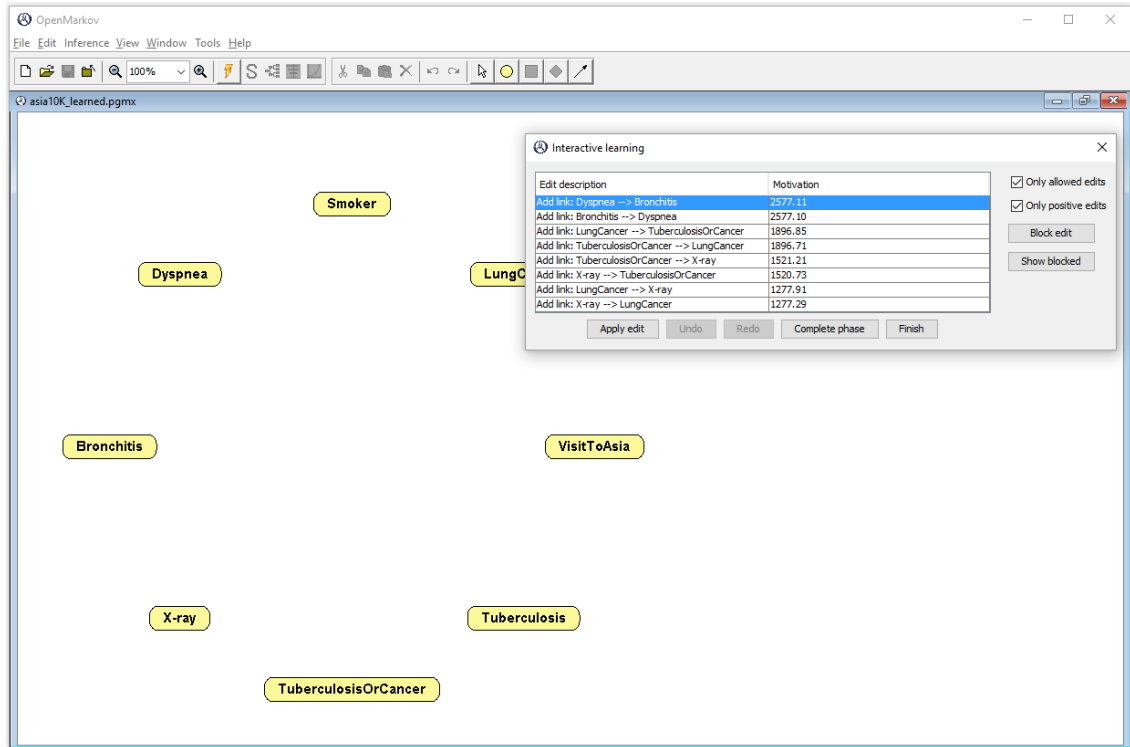 OpenMarkov
File Edit Inference View Window Tools Help
100%
asia10K_learned.pgmx
Interactive learning
Edit description Motivation
Add link: Dyspnea --> Bronchitis 2577.11
Add link: Bronchitis --> Dyspnea 2577.10
Add link: LungCancer --> TuberculosisOrCancer 1896.85
Add link: TuberculosisOrCancer --> LungCancer 1896.71
Add link: TuberculosisOrCancer --> X-ray 1521.21
Add link: X-ray --> TuberculosisOrCancer 1520.73
Add link: LungCancer --> X-ray 1277.91
Add link: X-ray --> LungCancer 1277.29
Only allowed edits
Only positive edits
Block edit
Show blocked
Apply edit Undo Redo Complete phase Finish
Smoker
Dyspnea
LungC
Bronchitis
VisitToAsia
X-ray
Tuberculosis
TuberculosisOrCancer